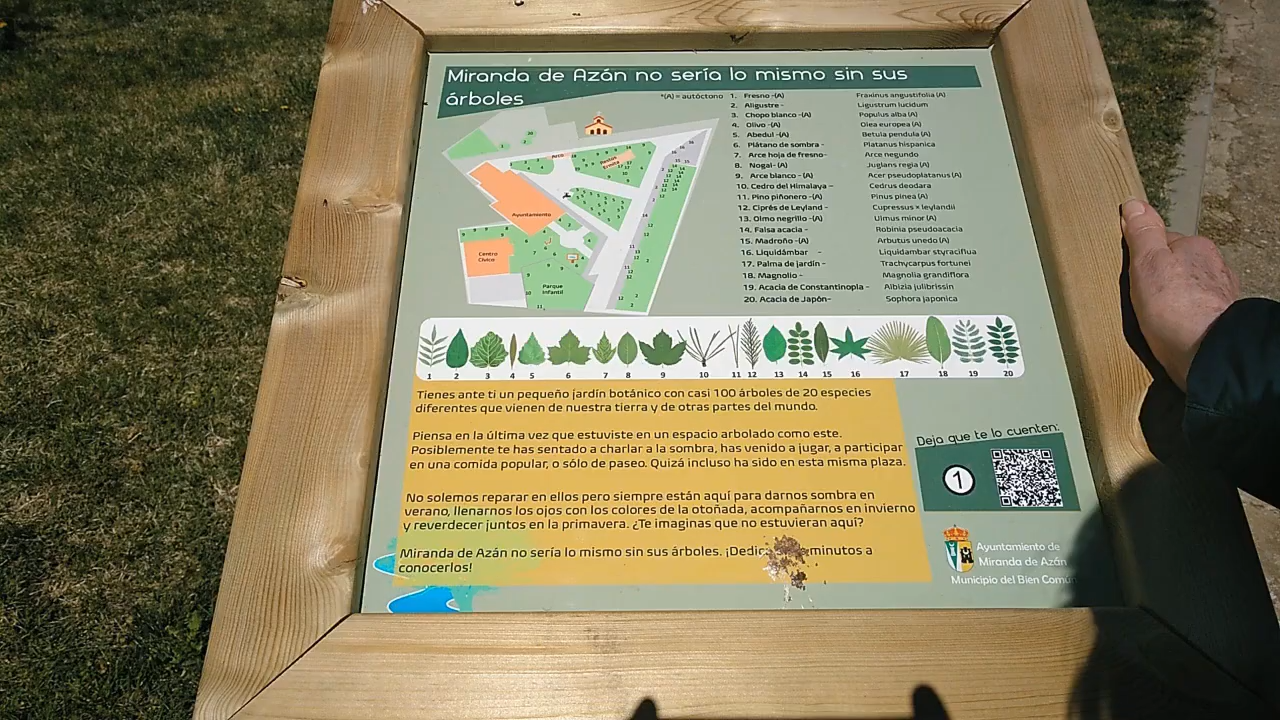 Miranda de Azán no sería lo mismo sin sus
árboles
*(A) = autóctono
1. Fresno -(A) Fraxinus angustifolia (A)
2. Aligustre - Ligustrum lucidum
3. Chopo blanco -(A) Populus alba (A)
4. Olivo -(A) Olea europea (A)
5. Abedul -(A) Betula pendula (A)
6. Plátano de sombra - Platanus hispanica
7. Arce hoja de fresno- Arce negundo
8. Nogal- (A) Juglans regia (A)
9. Arce blanco - (A) Acer pseudoplatanus (A)
10. Cedro del Himalaya - Cedrus deodara
11. Pino piñonero -(A) Pinus pinea (A)
12. Ciprés de Leyland - Cupressus × leylandii
13. Olmo negrillo -(A) Ulmus minor (A)
14. Falsa acacia - Robinia pseudoacacia
15. Madroño -(A) Arbutus unedo (A)
16. Liquidámbar - Liquidambar styraciflua
17. Palma de jardín - Trachycarpus fortunei
18. Magnolio - Magnolia grandiflora
19. Acacia de Constantinopla - Albizia julibrissin
20. Acacia de Japón- Sophora japonica
Ayuntamiento
Centro
Cívico
Parque
Infantil
1 2 3 4 5 6 7 8 9 10 11 12 13 14 15 16 17 18 19 20
Tienes ante ti un pequeño jardín botánico con casi 100 árboles de 20 especies
diferentes que vienen de nuestra tierra y de otras partes del mundo.
Piensa en la última vez que estuviste en un espacio arbolado como este.
Posiblemente te has sentado a charlar a la sombra, has venido a jugar, a participar
en una comida popular, o sólo de paseo. Quizá incluso ha sido en esta misma plaza.
No solemos reparar en ellos pero siempre están aquí para darnos sombra en
verano, llenarnos los ojos con los colores de la otoñada, acompañarnos en invierno
y reverdecer juntos en la primavera. ¿Te imaginas que no estuvieran aquí?
Miranda de Azán no sería lo mismo sin sus árboles. minutos a
conocerlos!
Deja que te lo cuenten:
1
Ayuntamiento de
Miranda de Azán
Municipio del Bien Común